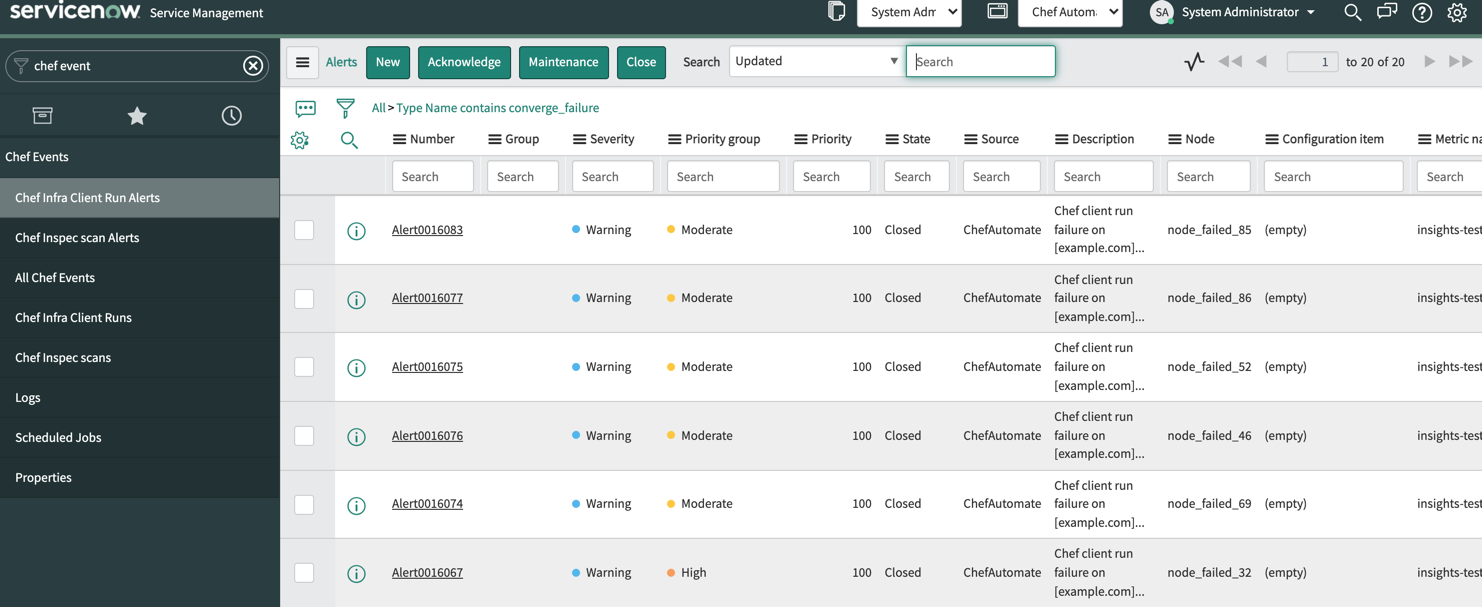 servicenow Service Management
System Adm
Chef Autom
SA System Administrator
chef event
Alerts New Acknowledge Maintenance Close Search Updated Search
1 to 20 of 20
All > Type Name contains converge_failure
Chef Events
Chef Infra Client Run Alerts
Chef Inspec scan Alerts
All Chef Events
Chef Infra Client Runs
Chef Inspec scans
Logs
Scheduled Jobs
Properties
Number Group Severity Priority group Priority State Source Description Node Configuration item Metric na
Search Search Search Search Search Search Search Search Search Search Search
Alert0016083 Warning Moderate 100 Closed ChefAutomate Chef client run
failure on
[example.com]... node_failed_85 (empty) insights-test
Alert0016077 Warning Moderate 100 Closed ChefAutomate Chef client run
failure on
[example.com]... node_failed_86 (empty) insights-test
Alert0016075 Warning Moderate 100 Closed ChefAutomate Chef client run
failure on
[example.com]... node_failed_52 (empty) insights-test
Alert0016076 Warning Moderate 100 Closed ChefAutomate Chef client run
failure on
[example.com]... node_failed_46 (empty) insights-test
Alert0016074 Warning Moderate 100 Closed ChefAutomate Chef client run
failure on
[example.com]... node_failed_69 (empty) insights-test
Alert0016067 Warning High 100 Closed ChefAutomate Chef client run
failure on
[example.com]... node_failed_32 (empty) insights-test